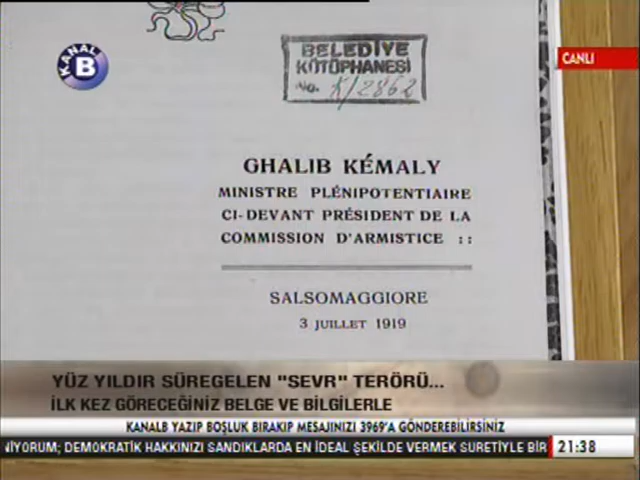 KANAL B
BELEDİYE
KÜTÜPHANESİ
No. K/2862
CANLI
GHALIB KÉMALY
MINISTRE PLÉNIPOTENTIAIRE
CI-DEVANT PRÉSIDENT DE LA
COMMISSION D'ARMISTICE ::
SALSOMAGGIORE
3 JUILLET 1919
YÜZ YILDIR SÜREGELEN "SEVR" TERÖRÜ...
İLK KEZ GÖRECEĞİNİZ BELGE VE BİLGİLERLE
KANALB YAZIP BOŞLUK BIRAKIP MESAJINIZI 3969'A GÖNDEREBİLİRSİNİZ
NİYORUM; DEMOKRATİK HAKKINIZI SANDIKLARDA EN İDEAL ŞEKİLDE VERMEK SURETİYLE BİR
21:38